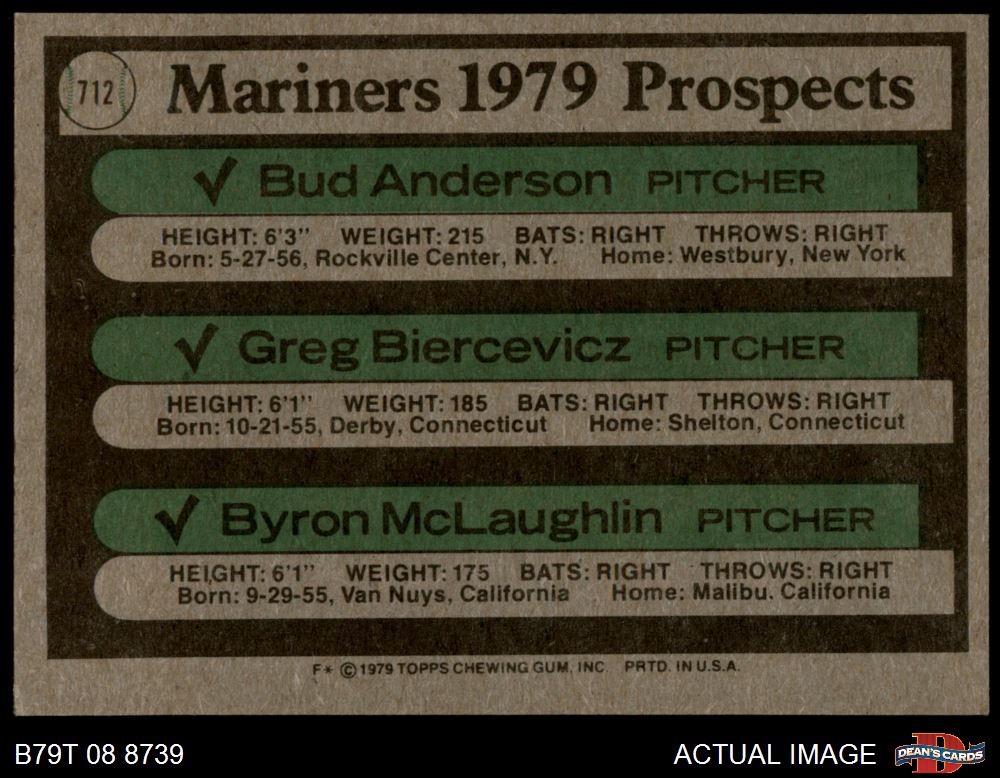 712 Mariners 1979 Prospects
✓ Bud Anderson PITCHER
HEIGHT: 6'3" WEIGHT: 215 BATS: RIGHT THROWS: RIGHT
Born: 5-27-56, Rockville Center, N.Y. Home: Westbury, New York
✓ Greg Biercevicz PITCHER
HEIGHT: 6'1" WEIGHT: 185 BATS: RIGHT THROWS: RIGHT
Born: 10-21-55, Derby, Connecticut Home: Shelton, Connecticut
✓ Byron McLaughlin PITCHER
HEIGHT: 6'1" WEIGHT: 175 BATS: RIGHT THROWS: RIGHT
Born: 9-29-55, Van Nuys, California Home: Malibu. California
F* © 1979 TOPPS CHEWING GUM, INC. PRTD. IN U.S.A.
B79T 08 8739 ACTUAL IMAGE D DEAN'S CARDS